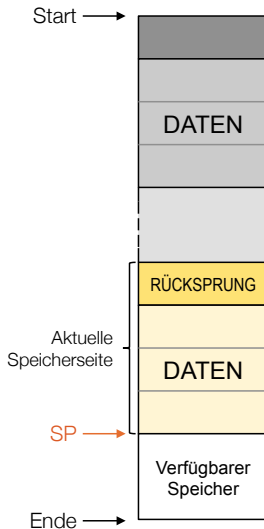 Start
DATEN
RÜCKSPRUNG
Aktuelle
Speicherseite
DATEN
SP
Verfügbarer
Speicher
Ende